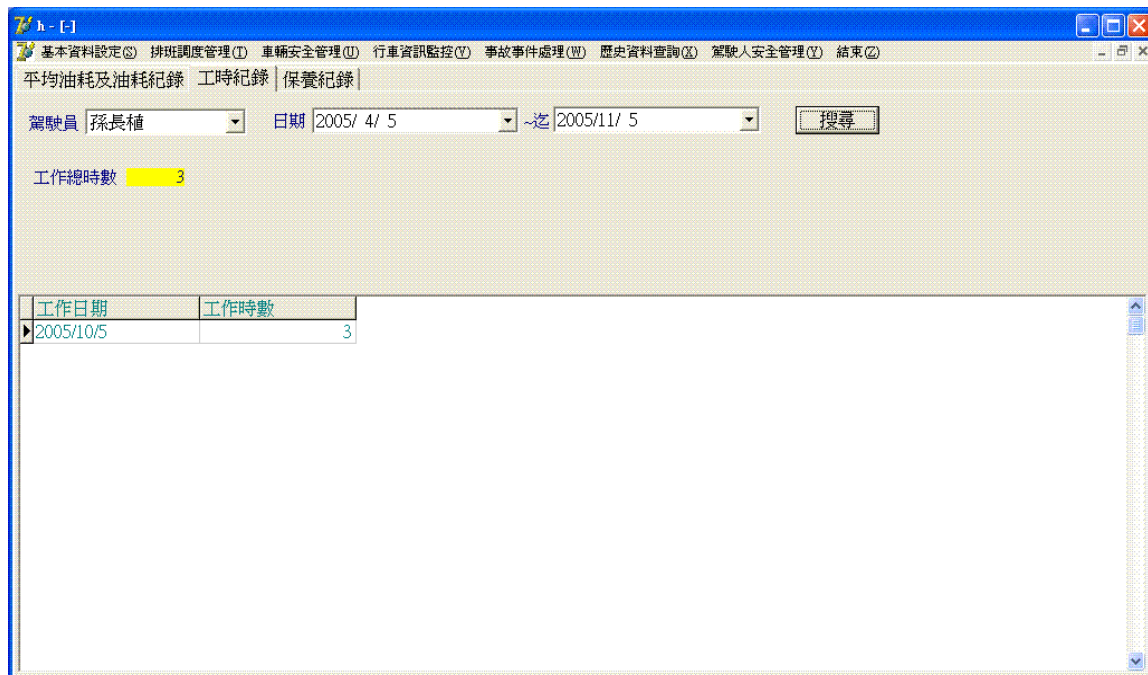 h - [-]
基本資料設定(S) 排班調度管理(T) 車輛安全管理(U) 行車資訊監控(V) 事故事件處理(W) 歷史資料查詢(X) 駕駛人安全管理(Y) 結束(Z)
平均油耗及油耗紀錄 工時紀錄 保養紀錄
駕駛員 孫長植 日期 2005/ 4/ 5 ~迄 2005/11/ 5 搜尋
工作總時數 3
工作日期 工作時數
2005/10/5 3